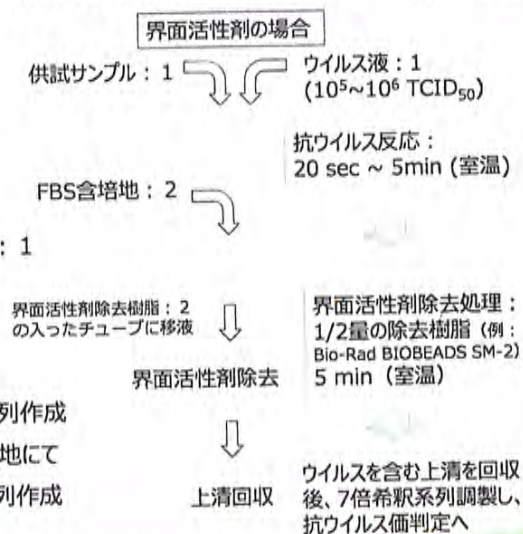 界面活性剤の場合
供試サンプル：1
ウイルス液：1
(10⁵~10⁶ TCID₅₀)
抗ウイルス反応：
20 sec ~ 5min (室温)
FBS含培地：2
：1
界面活性剤除去樹脂：2
の入ったチューブに移液
界面活性剤除去処理：
1/2量の除去樹脂（例：
Bio-Rad BIOBEADS SM-2)
5 min（室温）
界面活性剤除去
列作成
地にて
列作成
上清回収
ウイルスを含む上清を回収
後、7倍希釈系列調製し、
抗ウイルス価判定へ